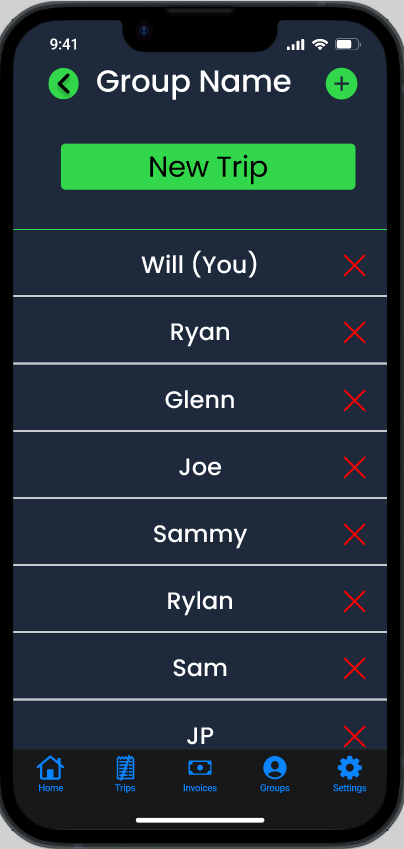 9:41
Group Name
New Trip
Will (You)
Ryan
Glenn
Joe
Sammy
Rylan
Sam
JP
Home Trips Invoices Groups Settings